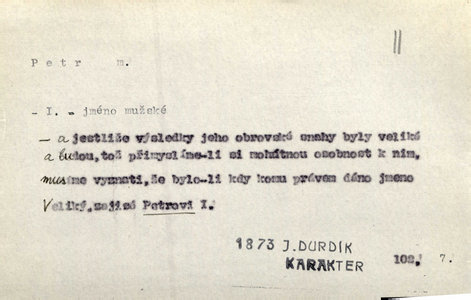 ||
Petr m.
- I. - jméno mužské
- a jestliže výsledky jeho obrovské snahy byly veliké
a budou, tož přimyslíme-li si mohútnou osobnost k nim,
musíme vyznati, že bylo-li kdy komu právem dáno jméno
Veliký, zajisé Petrovi I.
1873 J. DURDÍK
KARAKTER 102, 7.